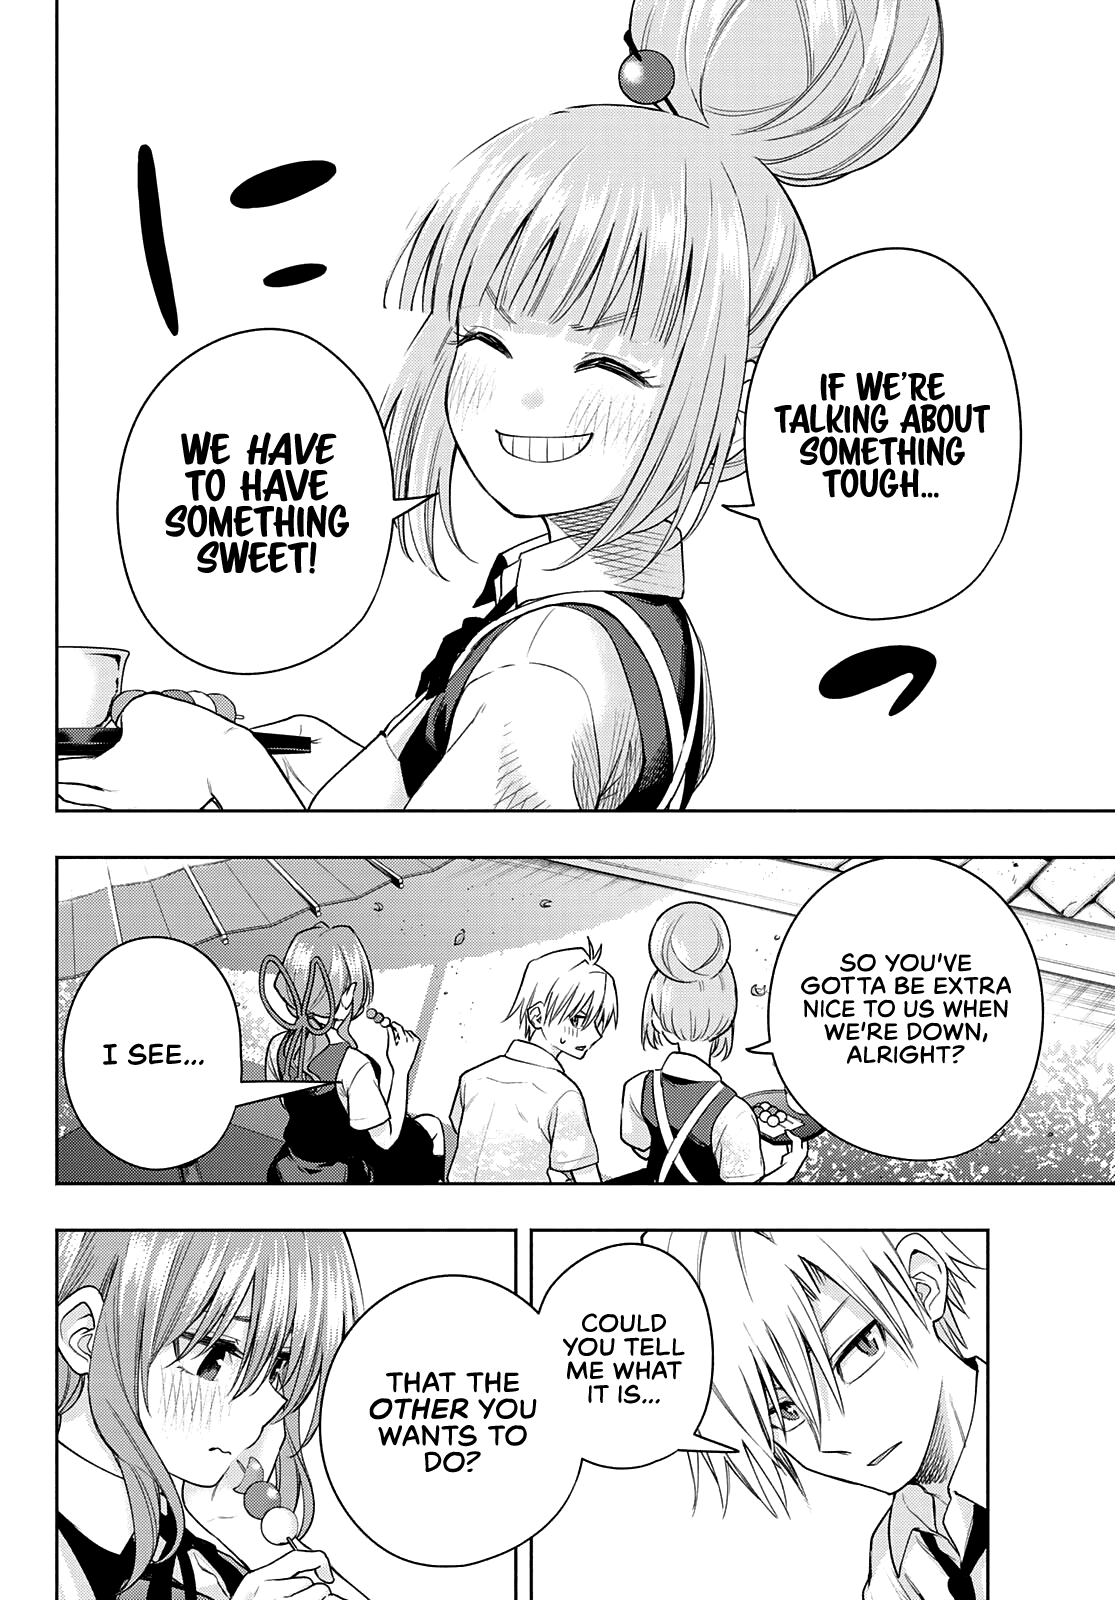 IF WE'RE
TALKING ABOUT
SOMETHING
TOUGH...
WE HAVE
TO HAVE
SOMETHING
SWEET!
SO YOU'VE
GOTTA BE EXTRA
NICE TO US WHEN
WE'RE DOWN,
ALRIGHT?
I SEE...
COULD
YOU TELL
ME WHAT
IT IS...
THAT THE
OTHER YOU
WANTS TO
DO?